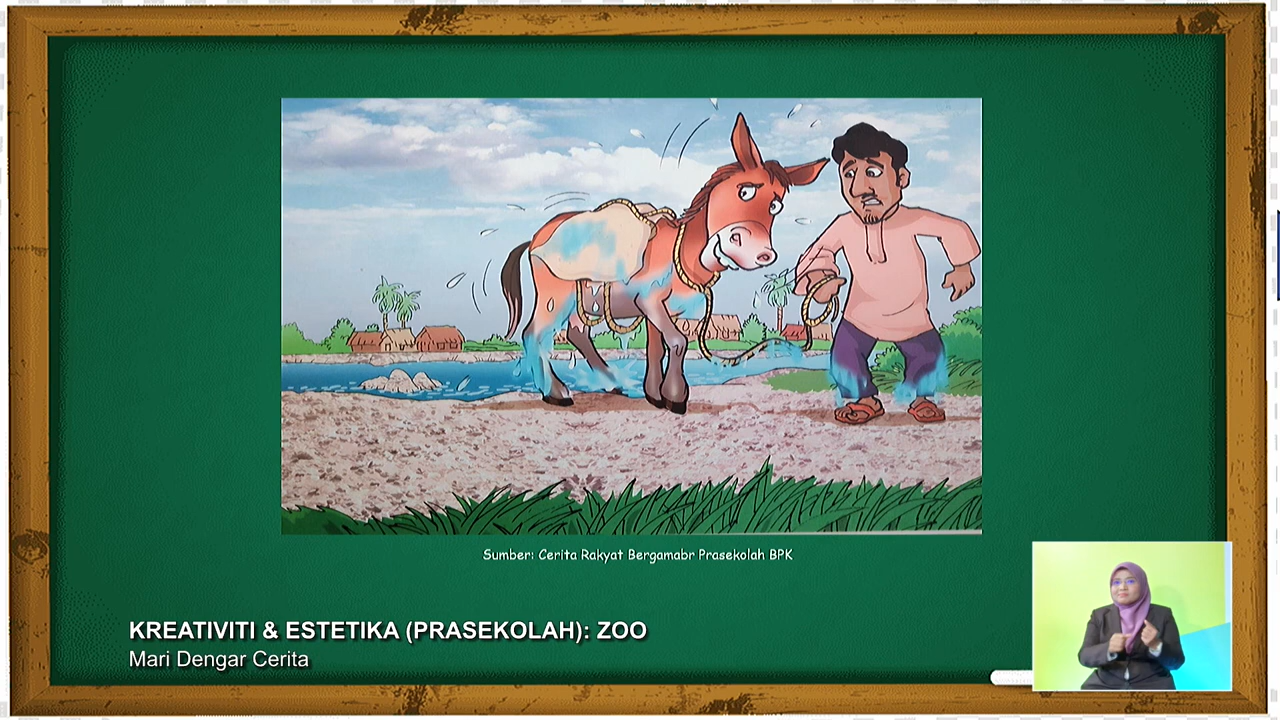 Sumber: Cerita Rakyat Bergamabr Prasekolah BPK
KREATIVITI & ESTETIKA (PRASEKOLAH): ZOO
Mari Dengar Cerita